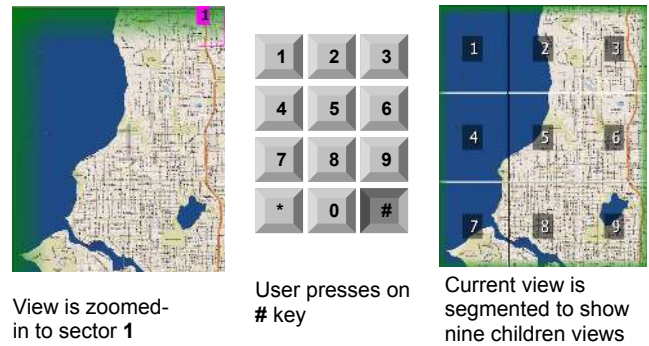 1
1 2 3
4 5 6
7 8 9
* 0 #
1 2 3
4 5 6
7 8 9
View is zoomed-
in to sector 1
User presses on
# key
Current view is
segmented to show
nine children views